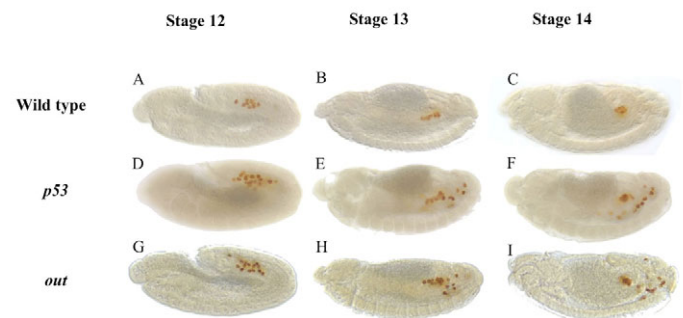 Stage 12 Stage 13 Stage 14
A B C
Wild type
D E F
p53
G H I
out